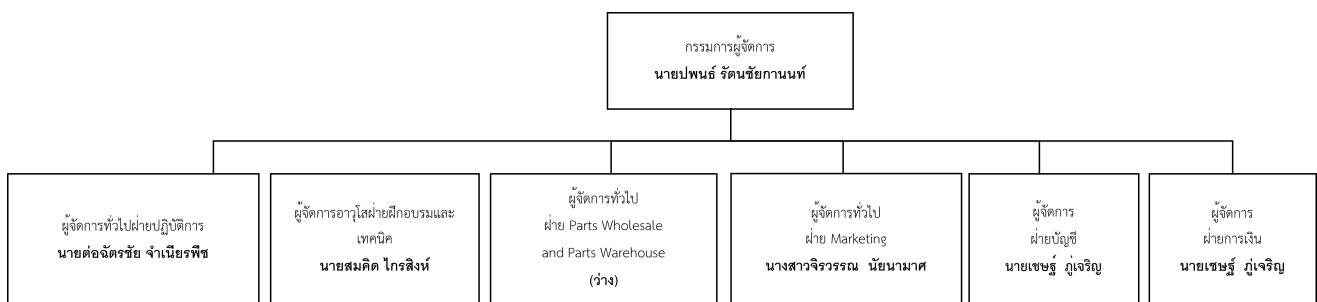 กรรมการผู้จัดการ
นายปพนธ์ รัตนชัยกานนท์
ผู้จัดการทั่วไปฝ่ายปฏิบัติการ
นายต่อฉัตรชัย จำเนียรพืช
ผู้จัดการอาวุโสฝ่ายฝึกอบรมและ
เทคนิค
นายสมคิด ไกรสิงห์
ผู้จัดการทั่วไป
ฝ่าย Parts Wholesale
and Parts Warehouse
(ว่าง)
ผู้จัดการทั่วไป
ฝ่าย Marketing
นางสาวจิรวรรณ นัยนามาศ
ผู้จัดการ
ฝ่ายบัญชี
นายเชษฐ์ ภู่เจริญ
ผู้จัดการ
ฝ่ายการเงิน
นายเชษฐ์ ภู่เจริญ